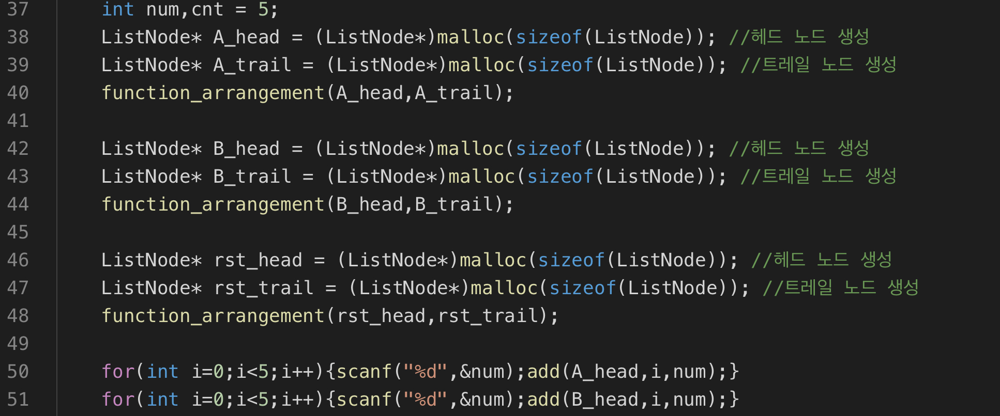 37 int num,cnt = 5;
38 ListNode* A_head = (ListNode*)malloc(sizeof(ListNode)); //헤드 노드 생성
39 ListNode* A_trail = (ListNode*)malloc(sizeof(ListNode)); //트레일 노드 생성
40 function_arrangement(A_head,A_trail);
41
42 ListNode* B_head = (ListNode*)malloc(sizeof(ListNode)); //헤드 노드 생성
43 ListNode* B_trail = (ListNode*)malloc(sizeof(ListNode)); //트레일 노드 생성
44 function_arrangement(B_head,B_trail);
45
46 ListNode* rst_head = (ListNode*)malloc(sizeof(ListNode)); //헤드 노드 생성
47 ListNode* rst_trail = (ListNode*)malloc(sizeof(ListNode)); //트레일 노드 생성
48 function_arrangement(rst_head,rst_trail);
49
50 for(int i=0;i<5;i++){scanf("%d",&num);add(A_head,i,num);}
51 for(int i=0;i<5;i++){scanf("%d",&num);add(B_head,i,num);}